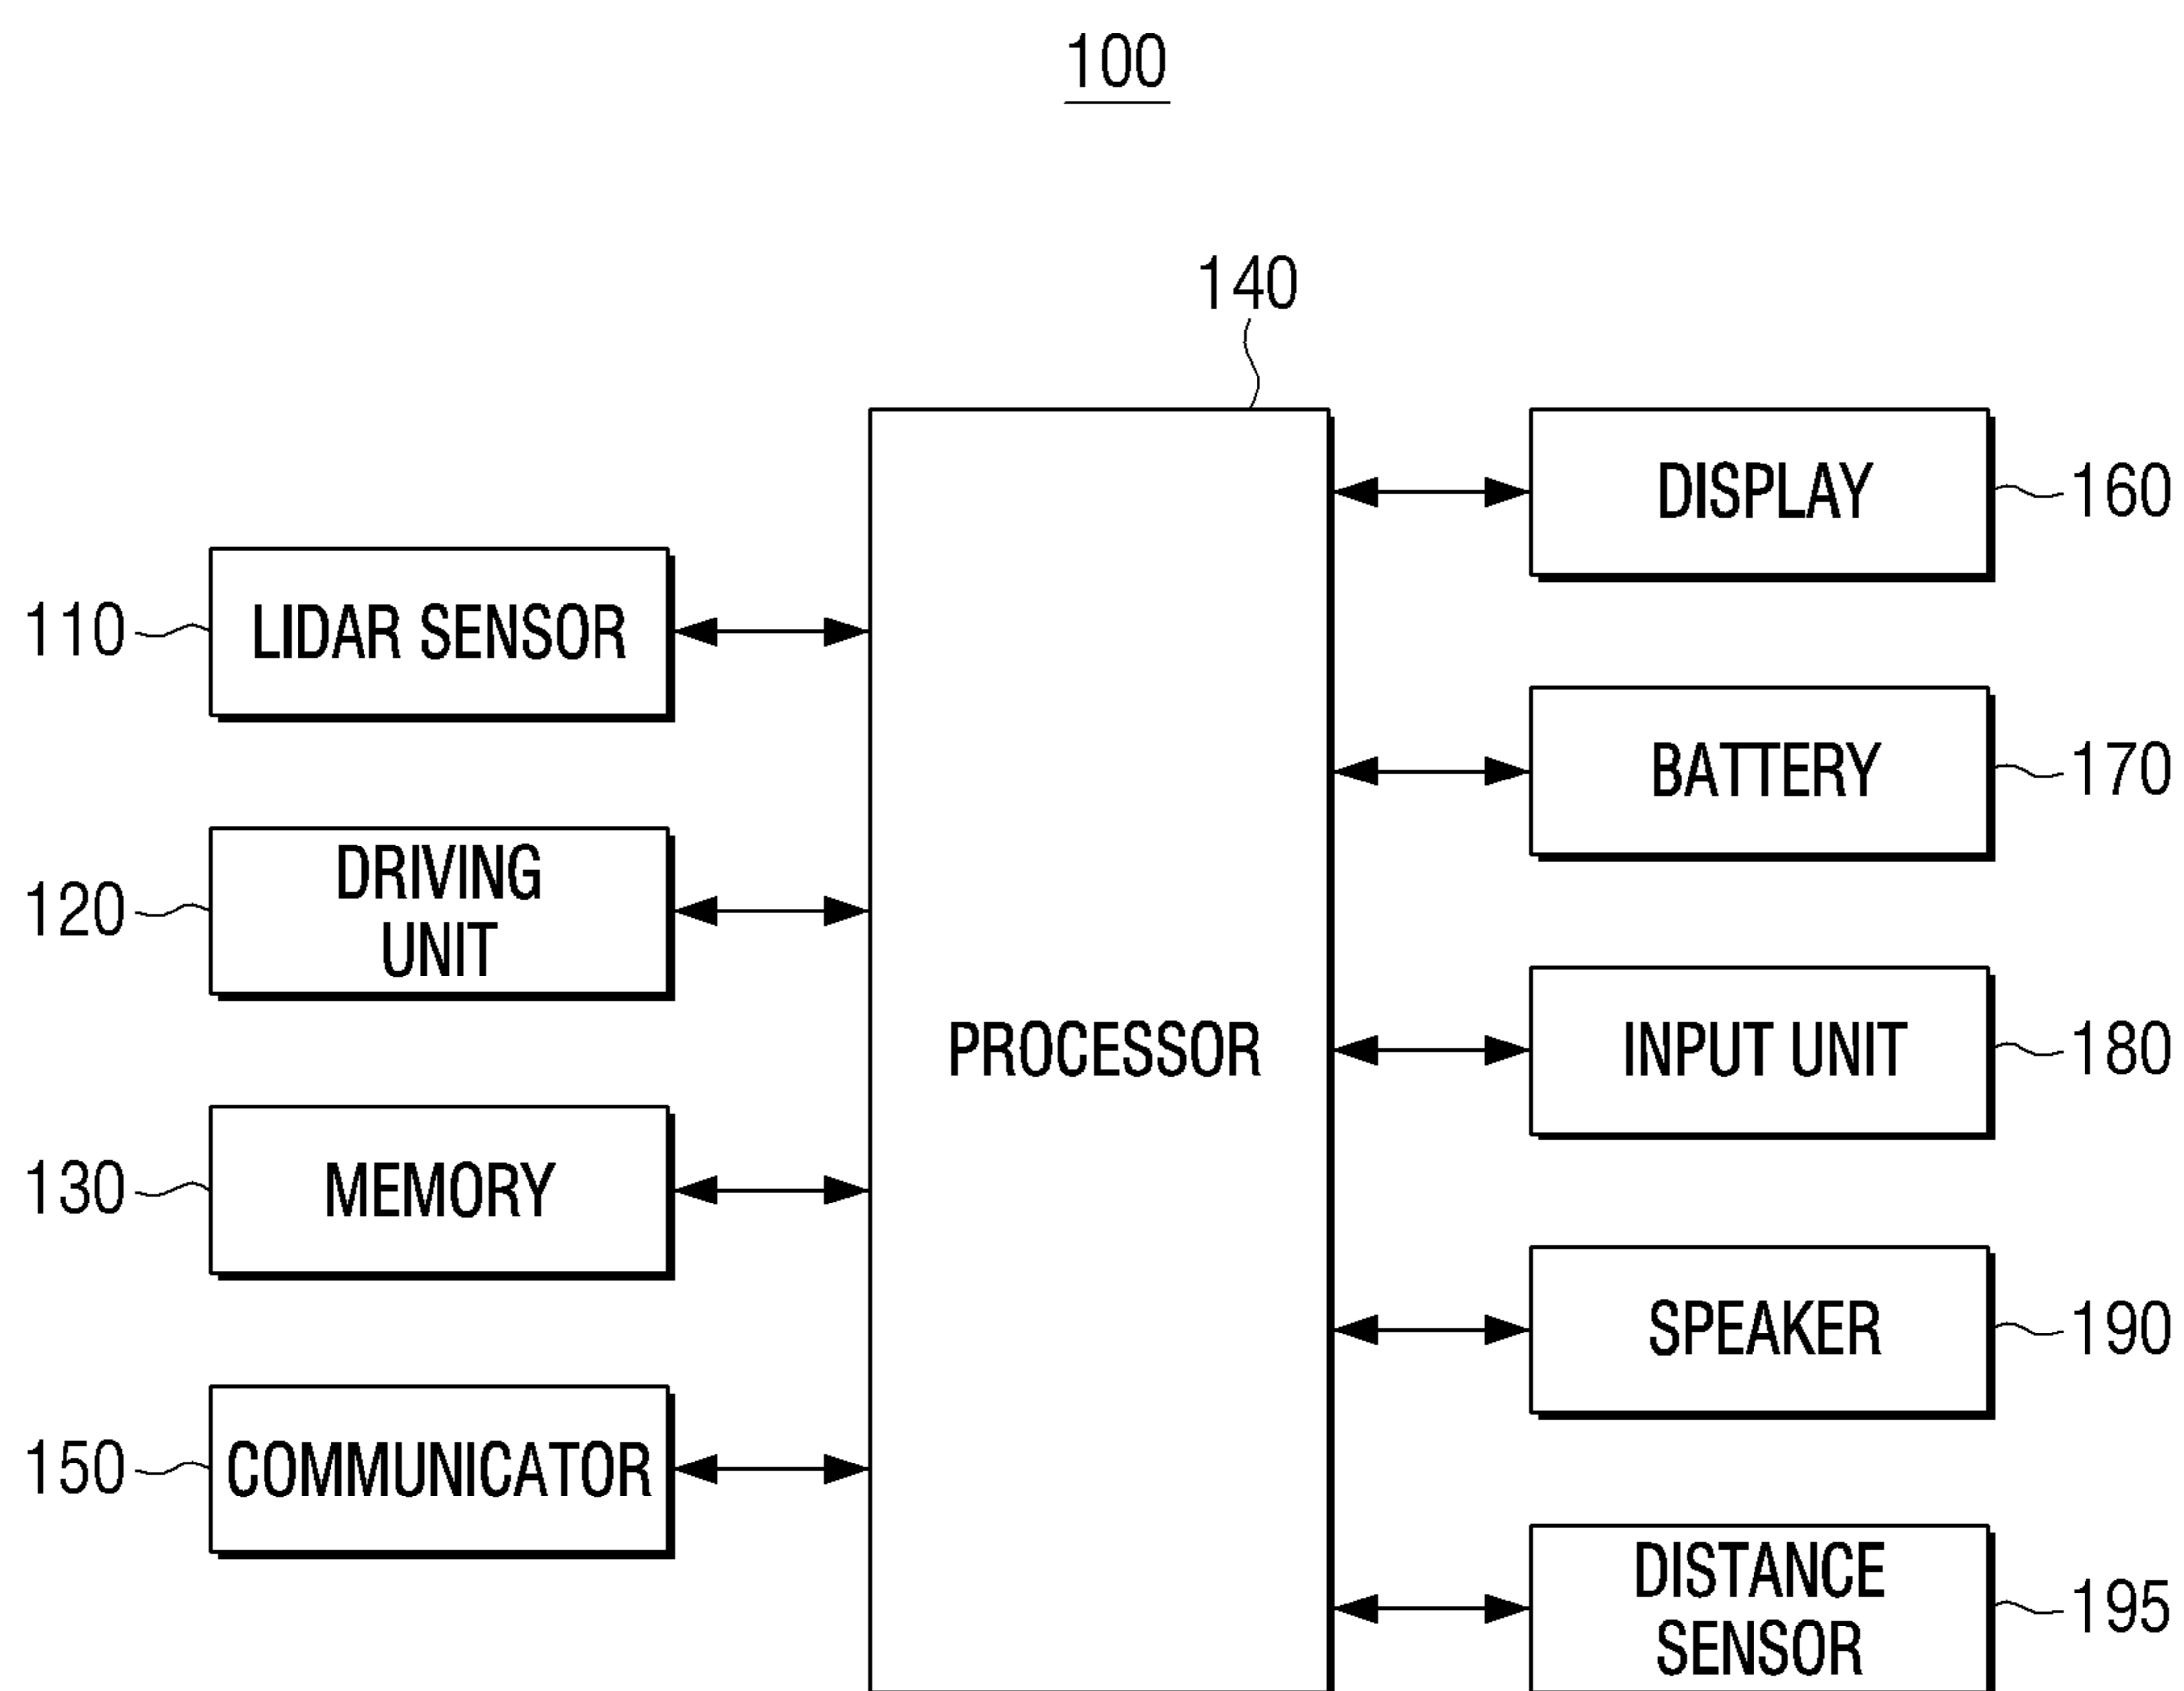 100
140
DISPLAY
160
110
LIDAR SENSOR
BATTERY
170
120
DRIVING
UNIT
PROCESSOR
INPUT UNIT
180
130
MEMORY
SPEAKER
190
150
COMMUNICATOR
DISTANCE
SENSOR
195